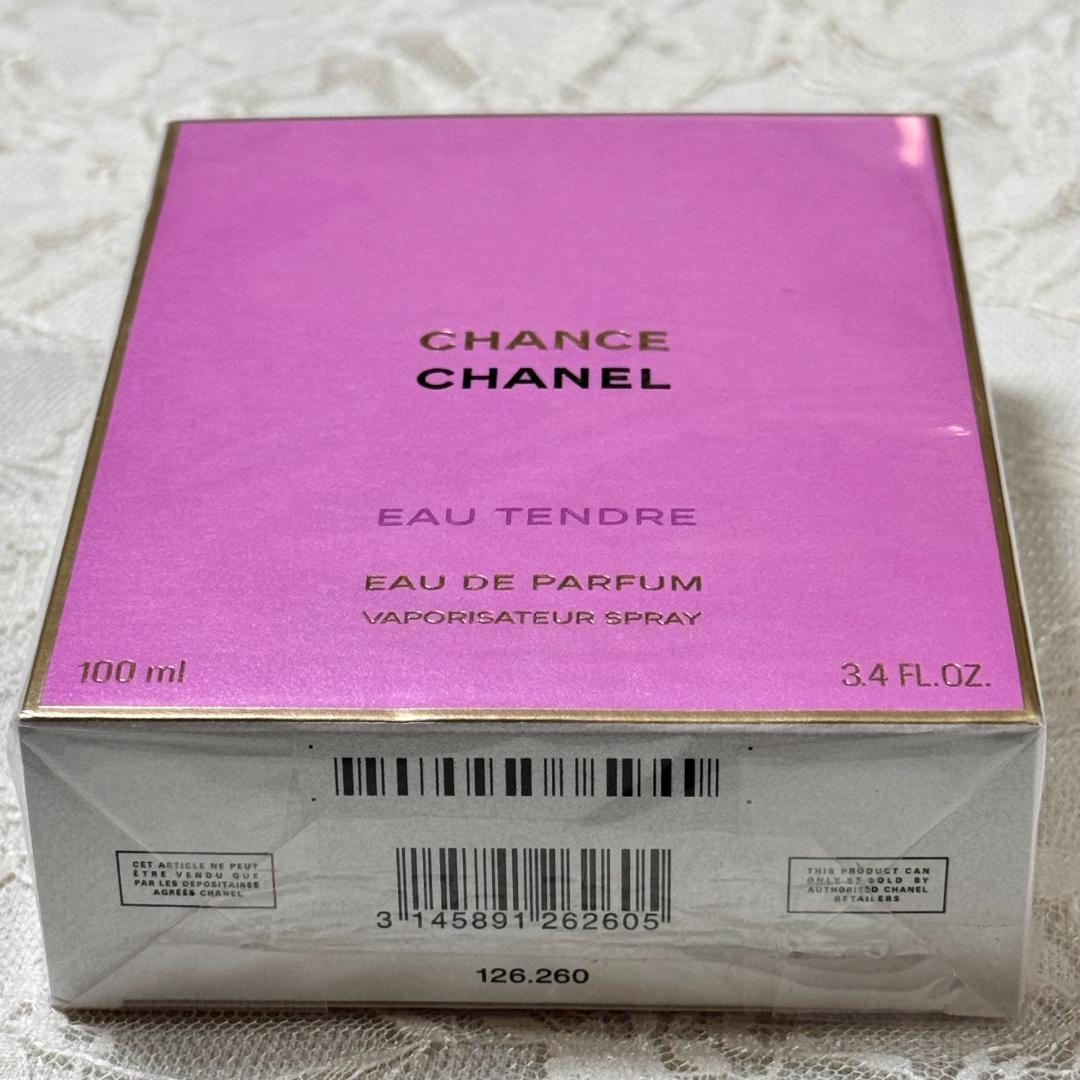 CHANCE
CHANEL
EAU TENDRE
EAU DE PARFUM
VAPORISATEUR SPRAY
100 ml
3.4 FL.OZ.
CET ARTICLE NE PEUT
ÊTRE VENDU QUE
PAR LES DÉPOSITAIRES
AGRÉÉS CHANEL
THIS PRODUCT CAN
ONLY BE SOLD BY
AUTHORISED CHANEL
RETAILERS
3 145891 262605
126.260